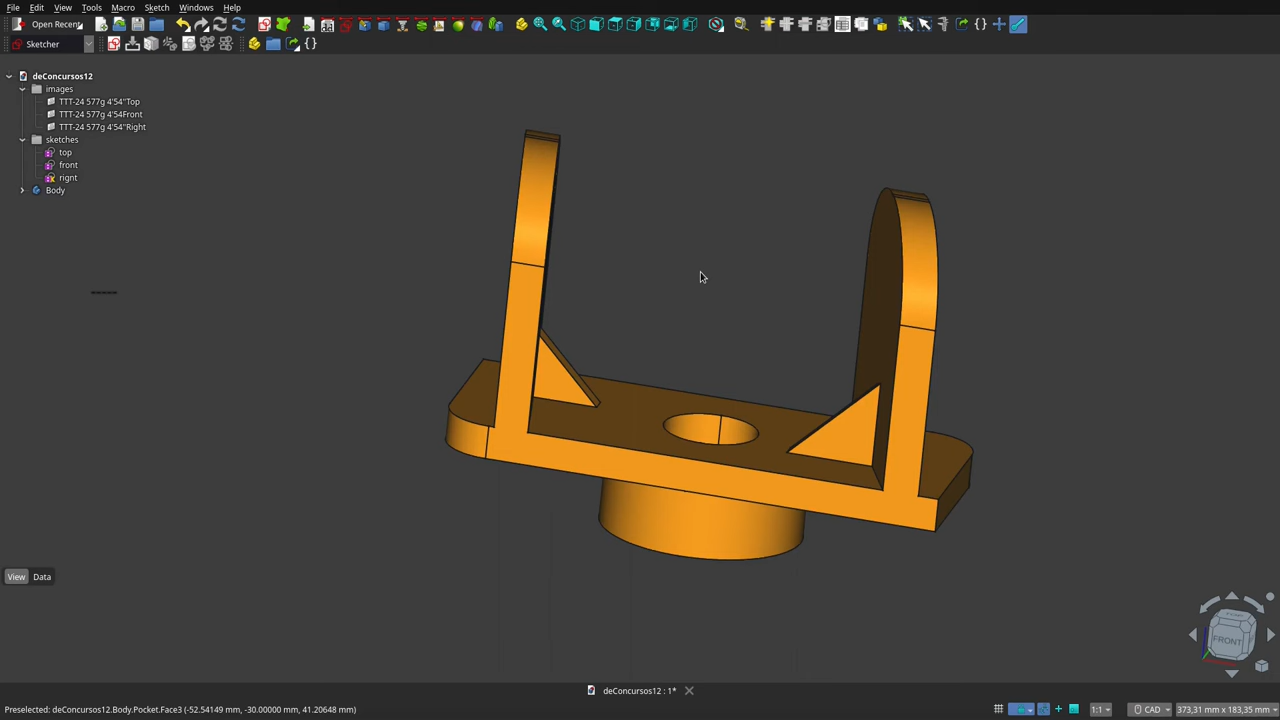 File Edit View Tools Macro Sketch Windows Help
Open Recent
Sketcher
deConcursos12
images
TTT-24 577g 4'54"Top
TTT-24 577g 4'54Front
TTT-24 577g 4'54"Right
sketches
top
front
rignt
Body
View Data
FRONT
deConcursos12 : 1*
Preselected: deConcursos12.Body.Pocket.Face3 (-52.54149 mm, -30.00000 mm, 41.20648 mm)
1:1
CAD
373,31 mm x 183,35 mm